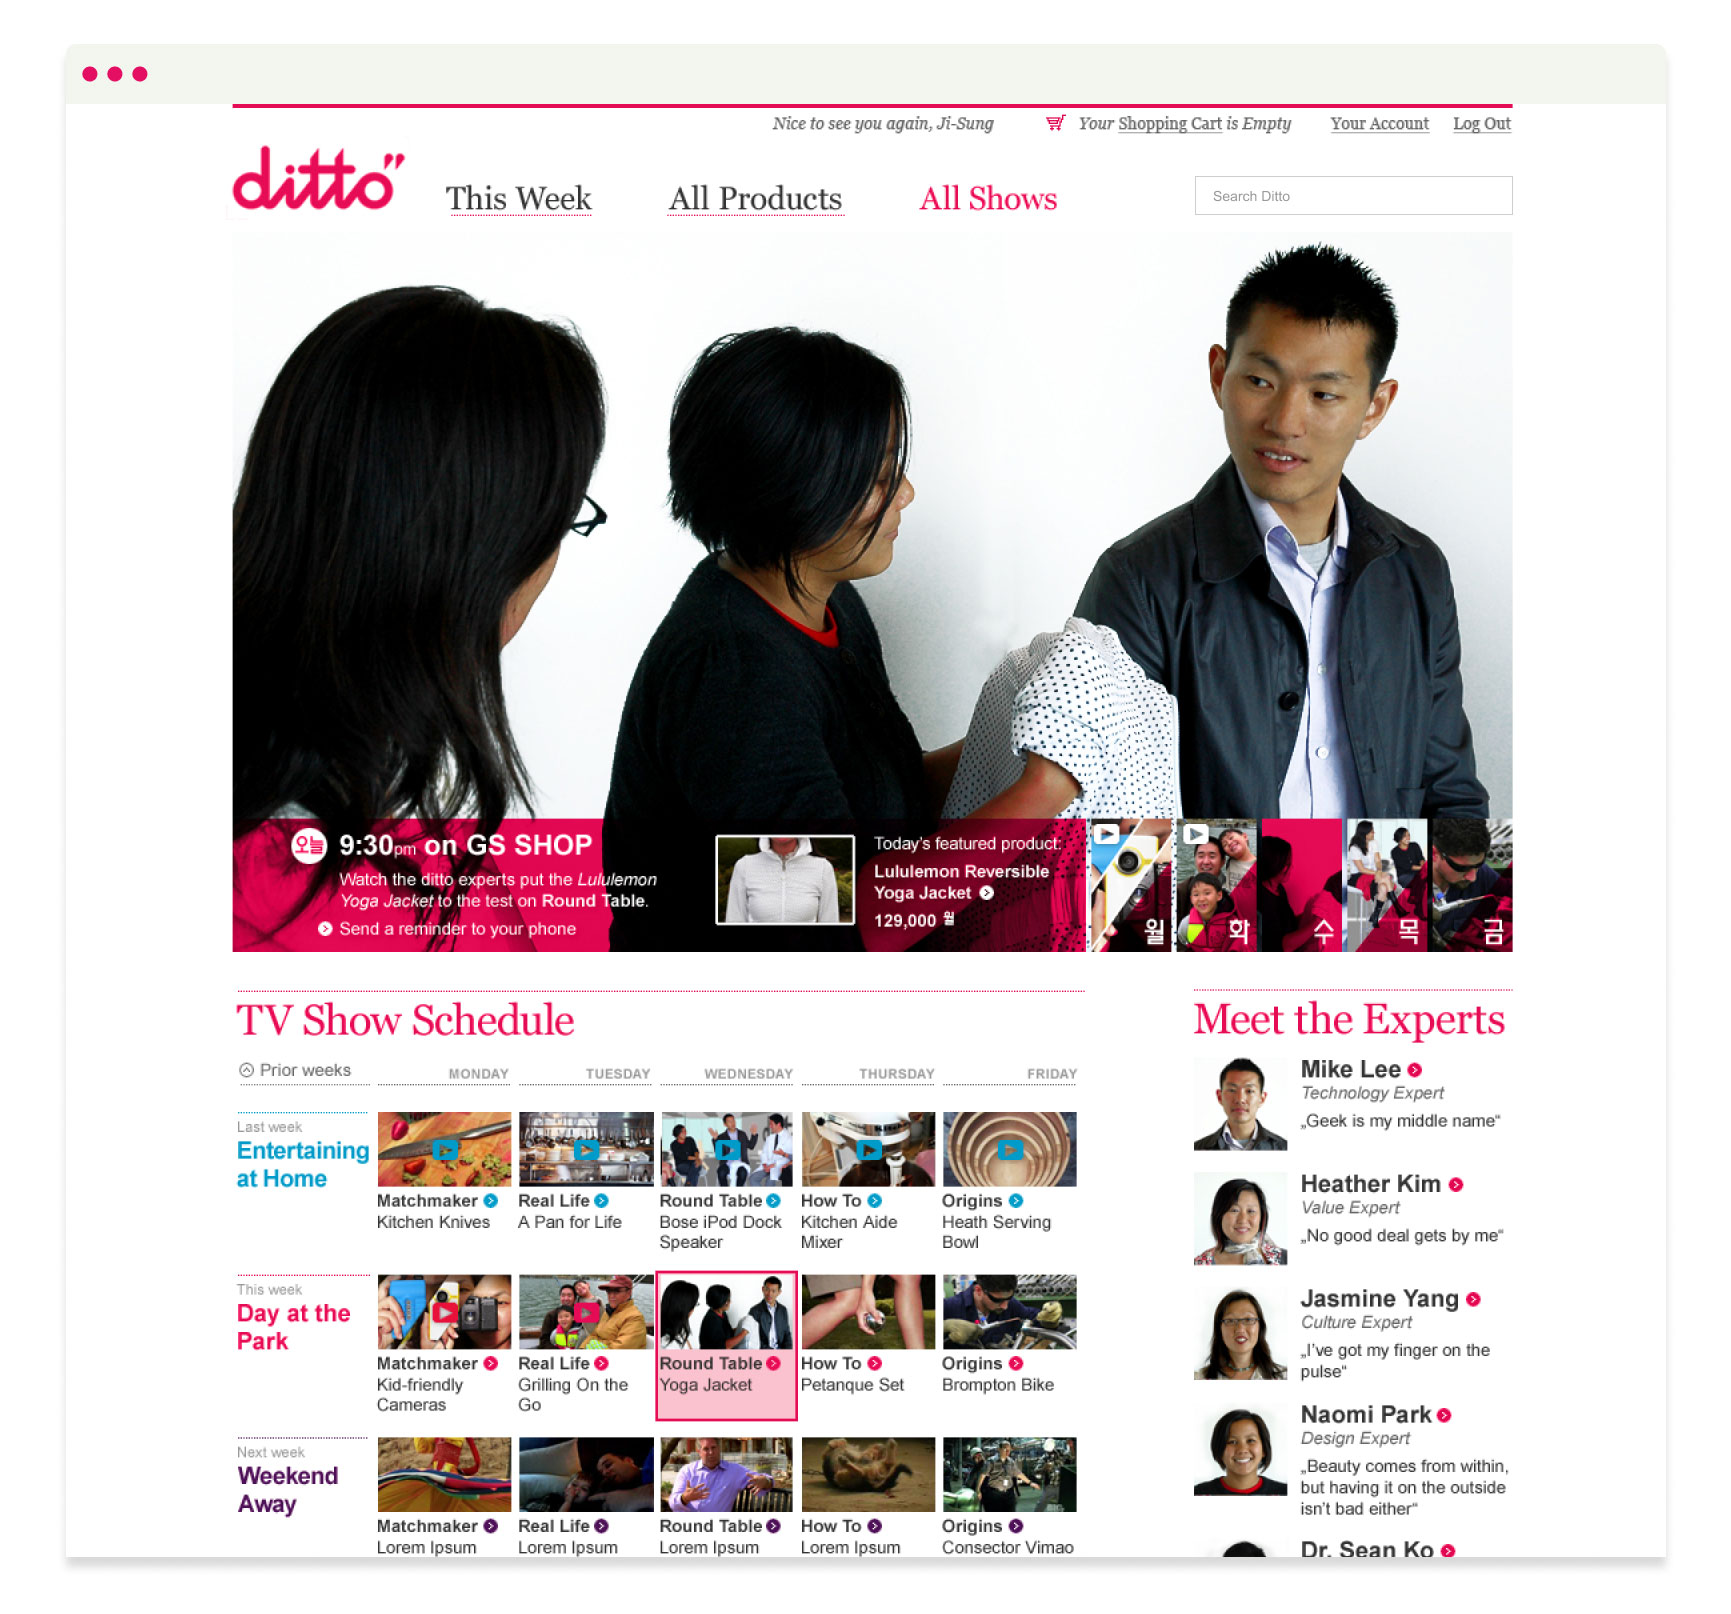 Nice to see you again, Ji-Sung
Your Shopping Cart is Empty
Your Account
Log Out
ditto”
This Week
All Products
All Shows
Search Ditto
오늘
9:30pm on GS SHOP
Watch the ditto experts put the Lululemon
Yoga Jacket to the test on Round Table.
Send a reminder to your phone
Today's featured product:
Lululemon Reversible
Yoga Jacket
129,000 월
월
화
수
목
금
TV Show Schedule
Prior weeks
MONDAY
TUESDAY
WEDNESDAY
THURSDAY
FRIDAY
Last week
Entertaining
at Home
Matchmaker
Kitchen Knives
Real Life
A Pan for Life
Round Table
Bose iPod Dock
Speaker
How To
Kitchen Aide
Mixer
Origins
Heath Serving
Bowl
This week
Day at the
Park
Matchmaker
Kid-friendly
Cameras
Real Life
Grilling On the
Go
Round Table
Yoga Jacket
How To
Petanque Set
Origins
Brompton Bike
Next week
Weekend
Away
Matchmaker
Lorem Ipsum
Real Life
Lorem Ipsum
Round Table
Lorem Ipsum
How To
Lorem Ipsum
Origins
Consector Vimao
Meet the Experts
Mike Lee
Technology Expert
„Geek is my middle name“
Heather Kim
Value Expert
„No good deal gets by me“
Jasmine Yang
Culture Expert
„I've got my finger on the
pulse“
Naomi Park
Design Expert
„Beauty comes from within,
but having it on the outside
isn't bad either“
Dr. Sean Ko